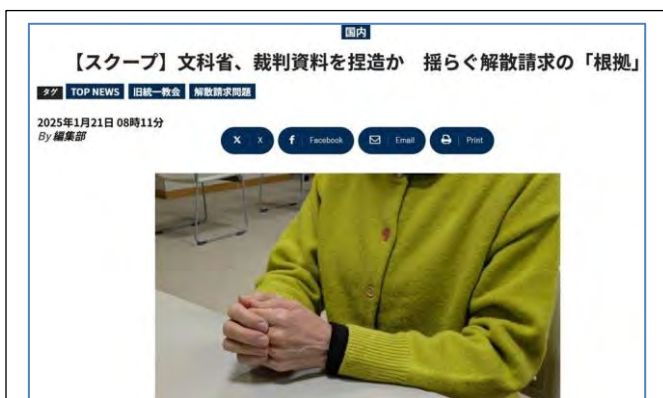 国内
【スクープ】文科省、裁判資料を捏造か　揺らぐ解散請求の「根拠」
タグ TOP NEWS 旧統一教会 解散請求問題
2025年1月21日 08時11分
By 編集部
X X Facebook Email Print